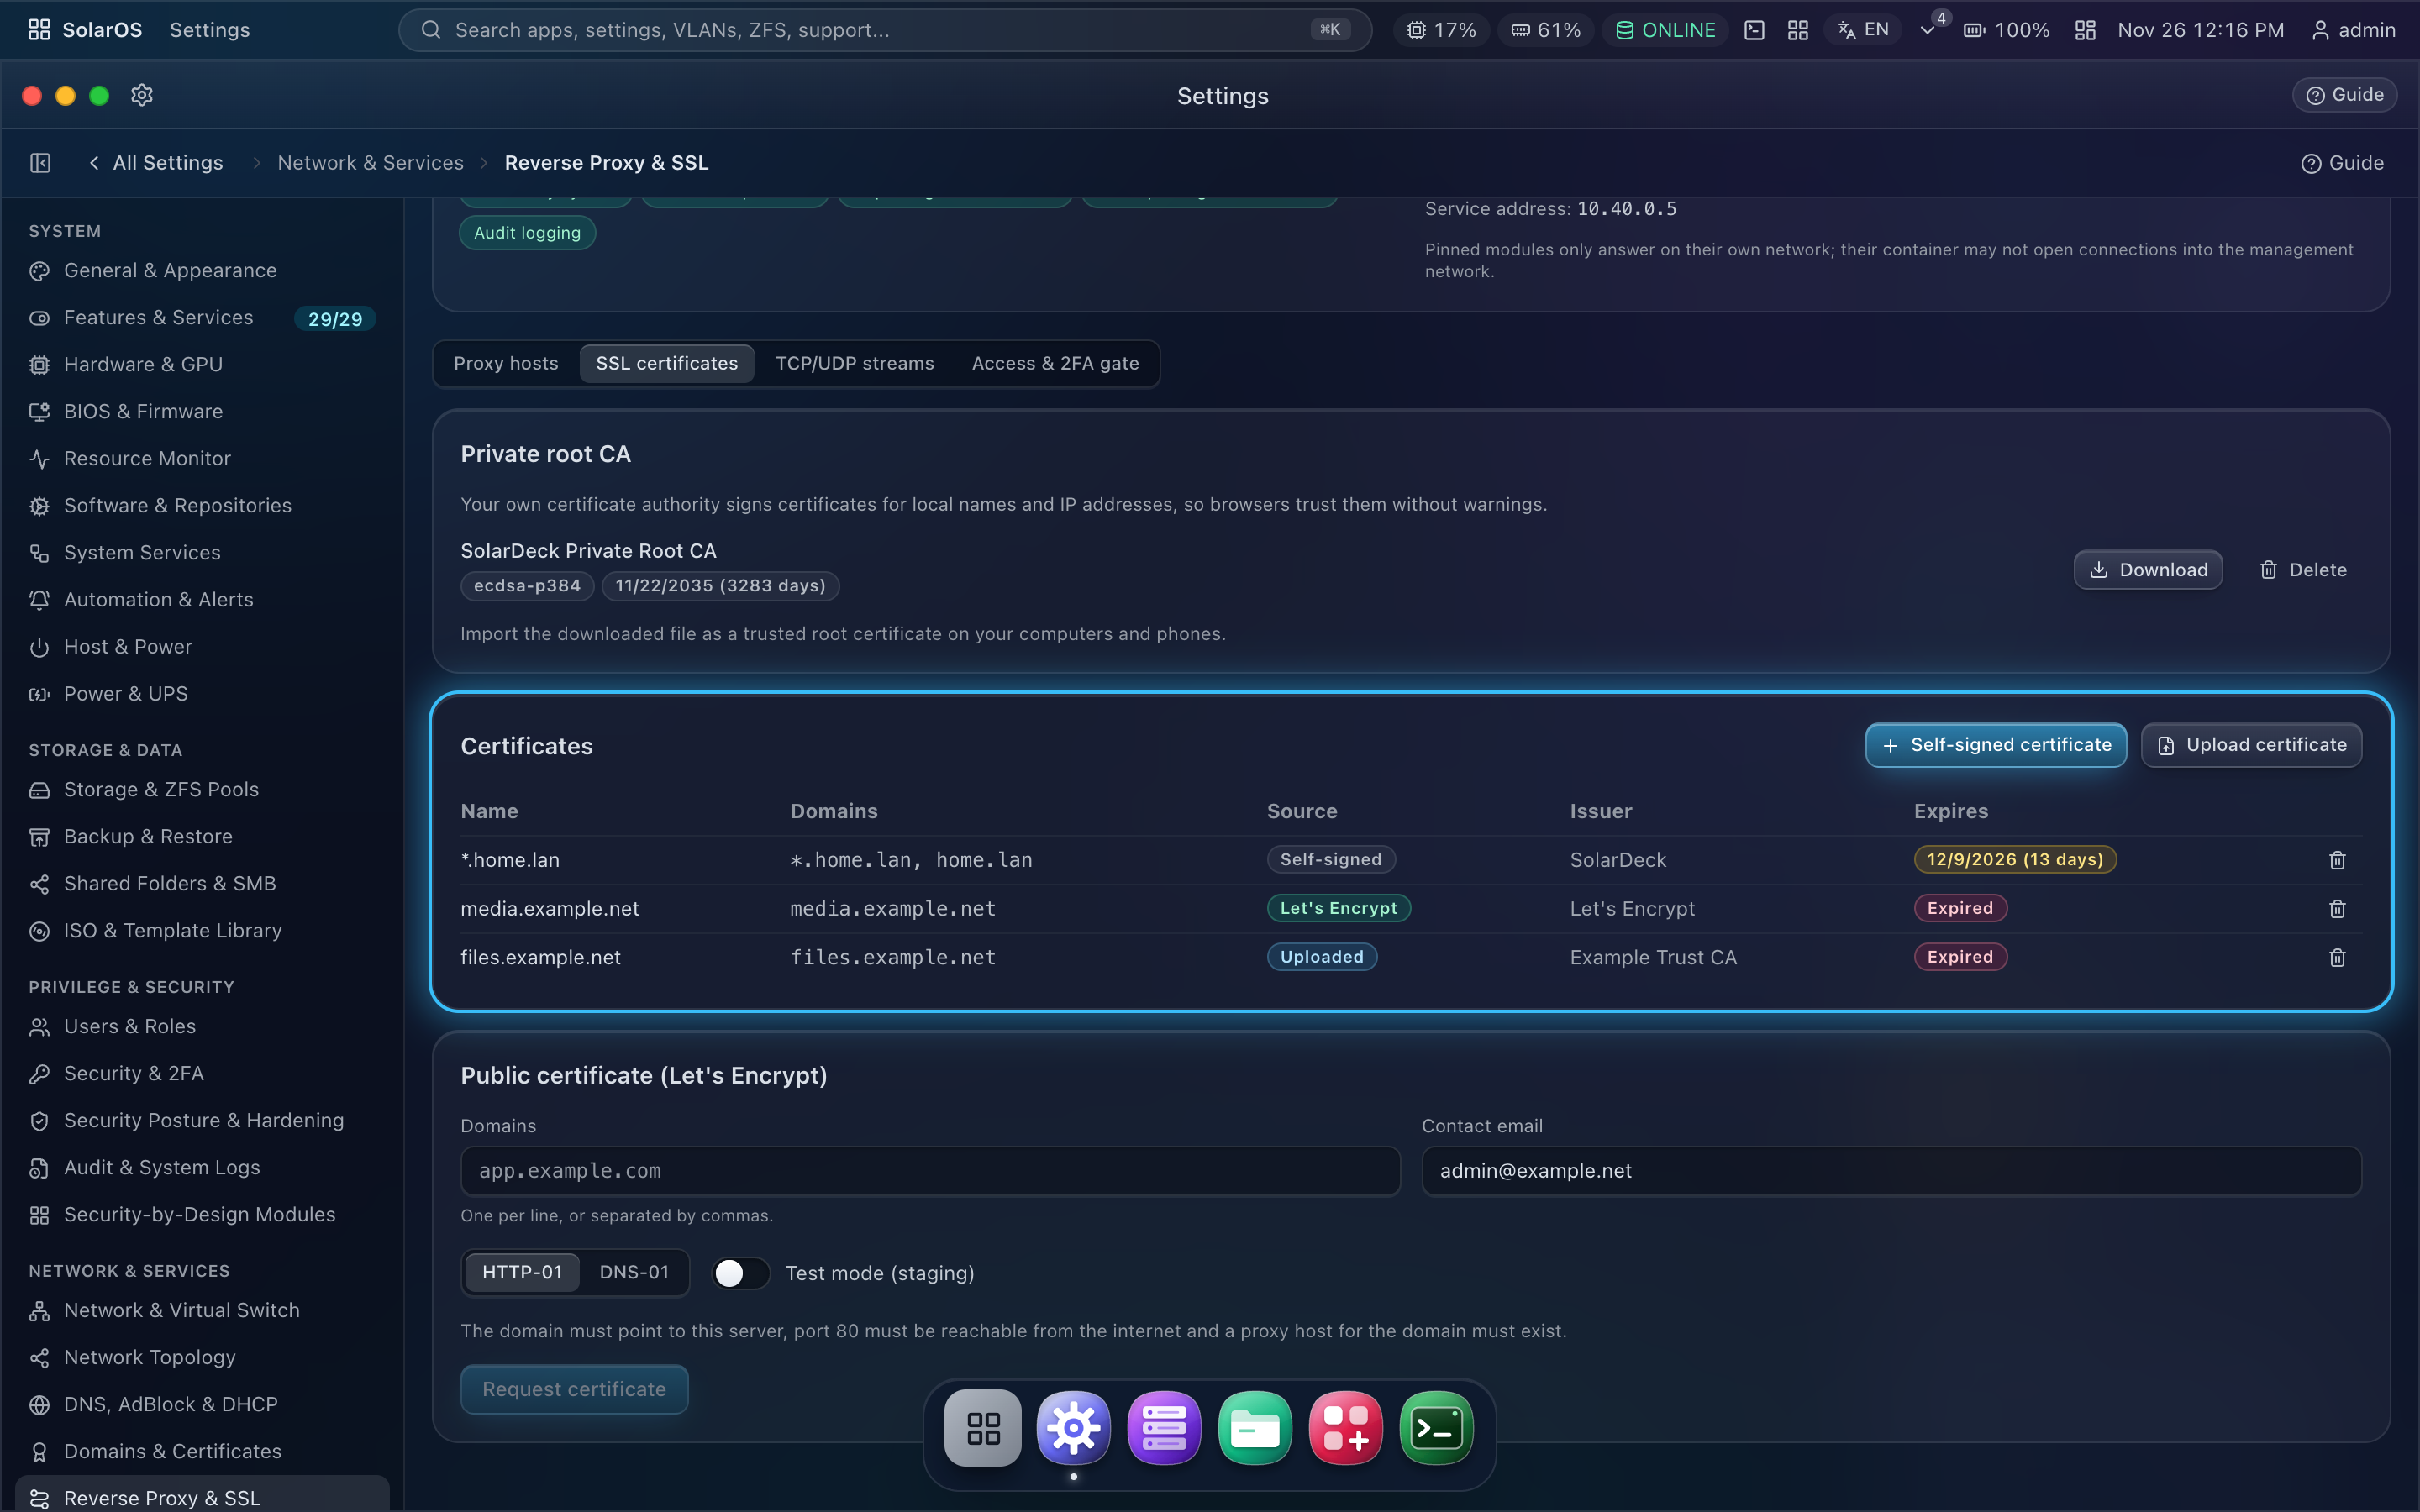 SolarOS Settings Search apps, settings, VLANs, ZFS, support... ⌘K 17% 61% ONLINE EN 4 100% Nov 26 12:16 PM admin
Settings Guide
All Settings Network & Services Reverse Proxy & SSL Guide
SYSTEM
General & Appearance
Features & Services 29/29
Hardware & GPU
BIOS & Firmware
Resource Monitor
Software & Repositories
System Services
Automation & Alerts
Host & Power
Power & UPS
STORAGE & DATA
Storage & ZFS Pools
Backup & Restore
Shared Folders & SMB
ISO & Template Library
PRIVILEGE & SECURITY
Users & Roles
Security & 2FA
Security Posture & Hardening
Audit & System Logs
Security-by-Design Modules
NETWORK & SERVICES
Network & Virtual Switch
Network Topology
DNS, AdBlock & DHCP
Domains & Certificates
Reverse Proxy & SSL
Audit logging
Service address: 10.40.0.5
Pinned modules only answer on their own network; their container may not open connections into the management
network.
Proxy hosts SSL certificates TCP/UDP streams Access & 2FA gate
Private root CA
Your own certificate authority signs certificates for local names and IP addresses, so browsers trust them without warnings.
SolarDeck Private Root CA
ecdsa-p384 11/22/2035 (3283 days)
Download Delete
Import the downloaded file as a trusted root certificate on your computers and phones.
Certificates Self-signed certificate Upload certificate
Name Domains Source Issuer Expires
*.home.lan *.home.lan, home.lan Self-signed SolarDeck 12/9/2026 (13 days)
media.example.net media.example.net Let's Encrypt Let's Encrypt Expired
files.example.net files.example.net Uploaded Example Trust CA Expired
Public certificate (Let's Encrypt)
Domains Contact email
app.example.com admin@example.net
One per line, or separated by commas.
HTTP-01 DNS-01 Test mode (staging)
The domain must point to this server, port 80 must be reachable from the internet and a proxy host for the domain must exist.
Request certificate